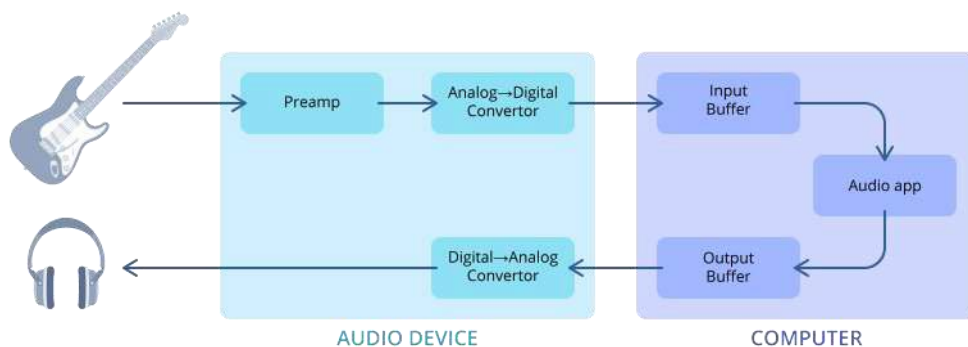 Preamp
Analog→Digital
Convertor
Input
Buffer
Audio app
Digital→Analog
Convertor
Output
Buffer
AUDIO DEVICE
COMPUTER